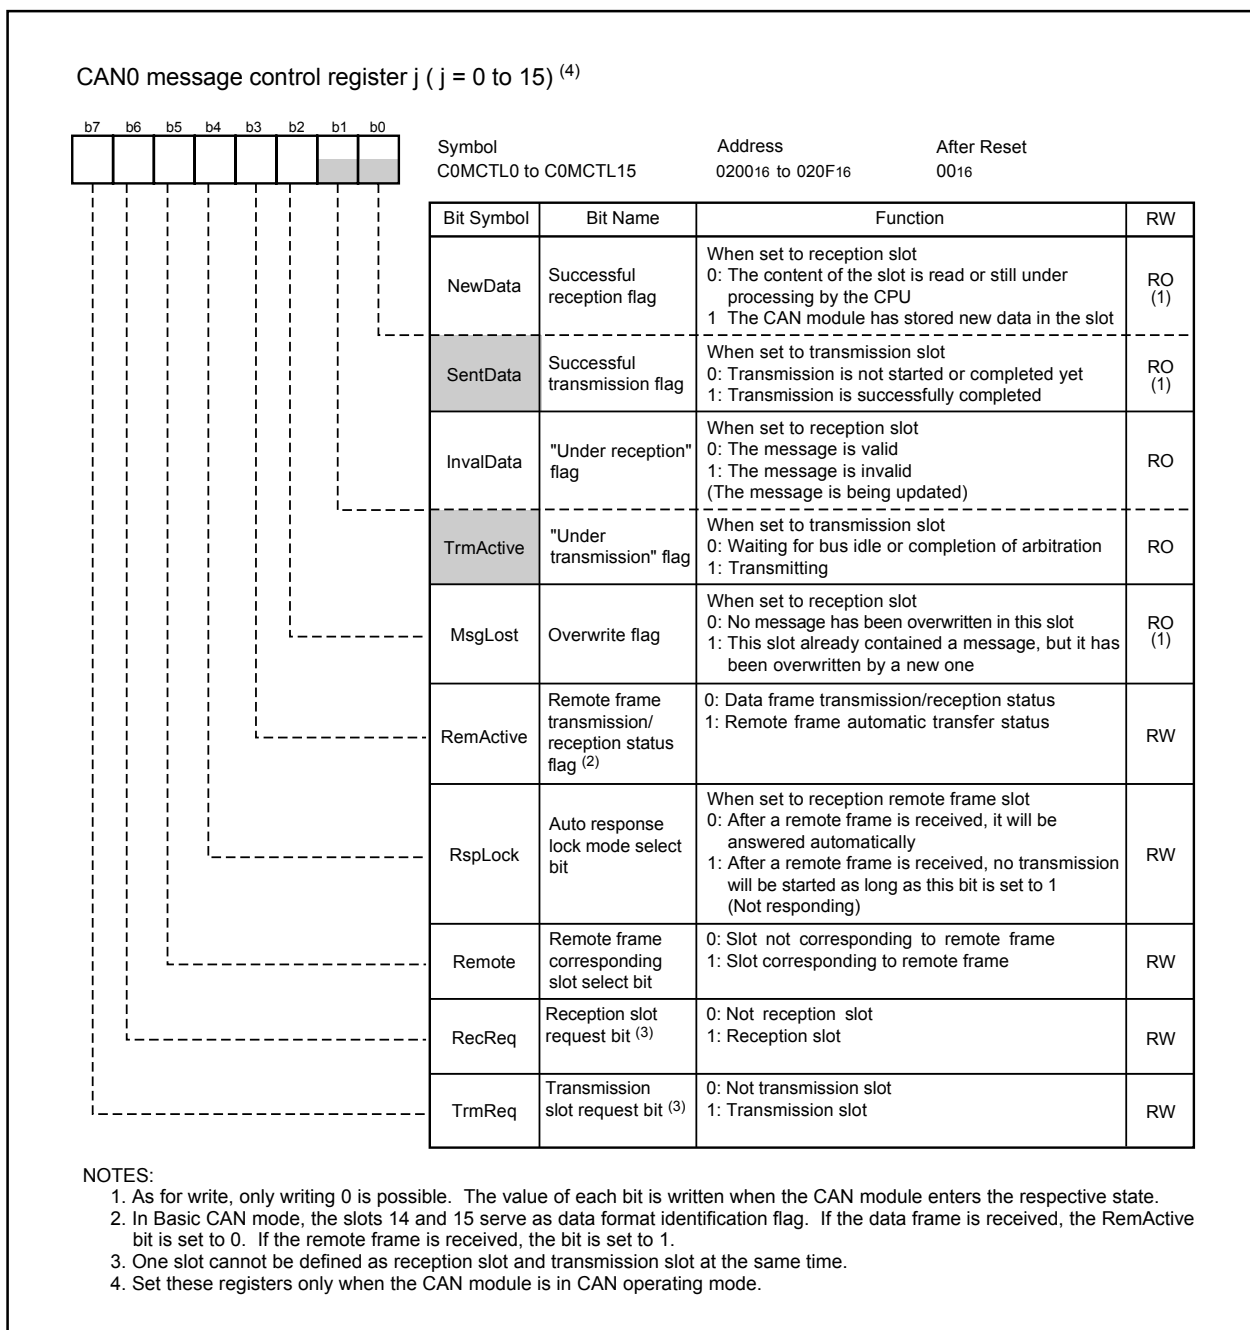 CAN0 message control register j ( j = 0 to 15) (4)
b7 b6 b5 b4 b3 b2 b1 b0
Symbol Address After Reset
C0MCTL0 to C0MCTL15 020016 to 020F16 0016
Bit Symbol Bit Name Function RW
NewData
Successful
reception flag
When set to reception slot
0: The content of the slot is read or still under
processing by the CPU
1 The CAN module has stored new data in the slot
RO
(1)
SentData
Successful
transmission flag
When set to transmission slot
0: Transmission is not started or completed yet
1: Transmission is successfully completed
RO
(1)
InvalData
"Under reception"
flag
When set to reception slot
0: The message is valid
1: The message is invalid
(The message is being updated)
RO
TrmActive
"Under
transmission" flag
When set to transmission slot
0: Waiting for bus idle or completion of arbitration
1: Transmitting
RO
MsgLost
Overwrite flag
When set to reception slot
0: No message has been overwritten in this slot
1: This slot already contained a message, but it has
been overwritten by a new one
RO
(1)
RemActive
Remote frame
transmission/
reception status
flag (2)
0: Data frame transmission/reception status
1: Remote frame automatic transfer status
RW
RspLock
Auto response
lock mode select
bit
When set to reception remote frame slot
0: After a remote frame is received, it will be
answered automatically
1: After a remote frame is received, no transmission
will be started as long as this bit is set to 1
(Not responding)
RW
Remote
Remote frame
corresponding
slot select bit
0: Slot not corresponding to remote frame
1: Slot corresponding to remote frame
RW
RecReq
Reception slot
request bit (3)
0: Not reception slot
1: Reception slot
RW
TrmReq
Transmission
slot request bit (3)
0: Not transmission slot
1: Transmission slot
RW
NOTES:
1. As for write, only writing 0 is possible. The value of each bit is written when the CAN module enters the respective state.
2. In Basic CAN mode, the slots 14 and 15 serve as data format identification flag. If the data frame is received, the RemActive
bit is set to 0. If the remote frame is received, the bit is set to 1.
3. One slot cannot be defined as reception slot and transmission slot at the same time.
4. Set these registers only when the CAN module is in CAN operating mode.